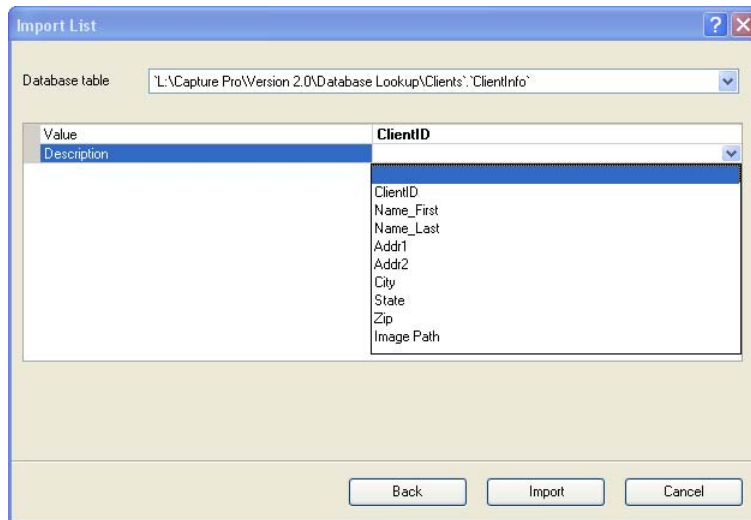 Import List
Database table `L:\Capture Pro\Version 2.0\Database Lookup\Clients`.`ClientInfo`
Value ClientID
Description
ClientID
Name_First
Name_Last
Addr1
Addr2
City
State
Zip
Image Path
Back Import Cancel